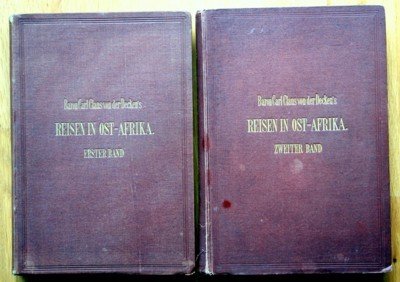 Baron Carl Claus von der Decken's
REISEN IN OST-AFRIKA.
ERSTER BAND
Baron Carl Claus von der Decken's
REISEN IN OST-AFRIKA.
ZWEITER BAND